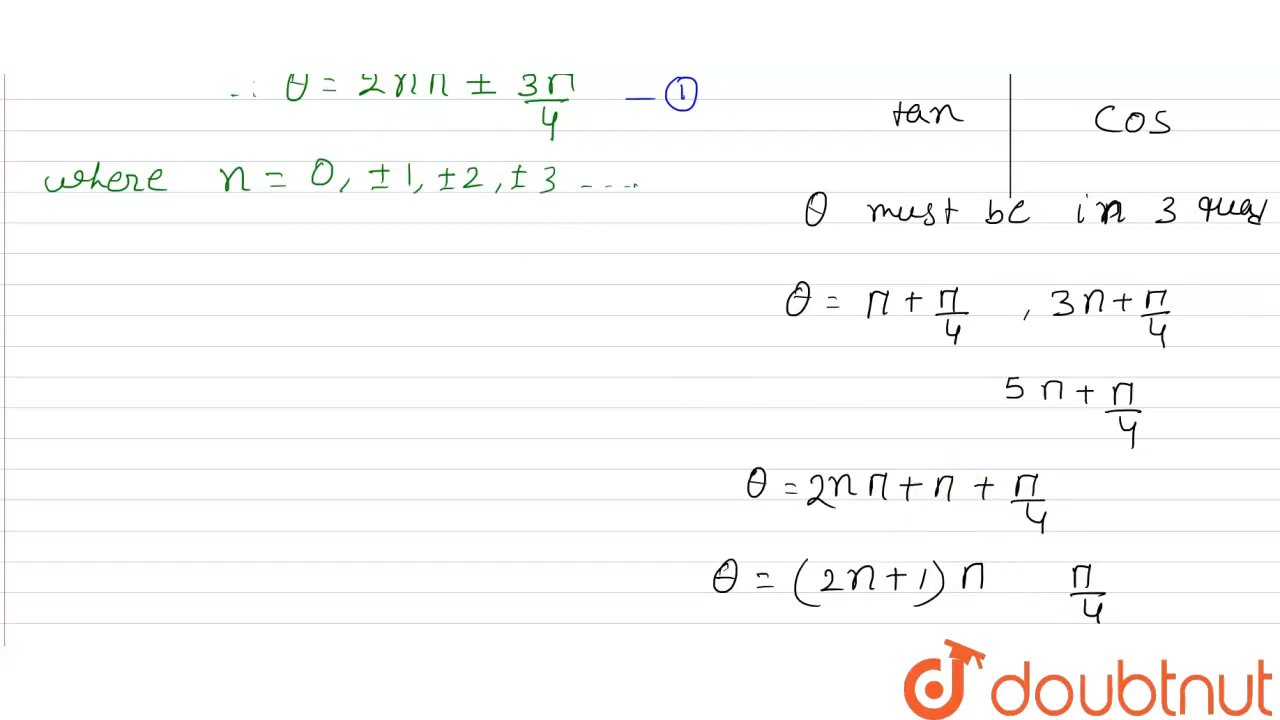 ∴ θ = 2nπ ± 3π/4 — ①
where n = 0, ±1, ±2, ±3 ----
tan | cos
θ must be in 3 quad
θ = π + π/4 , 3π + π/4
5π + π/4
θ = 2nπ + π + π/4
θ = (2n+1)π π/4
doubtnut